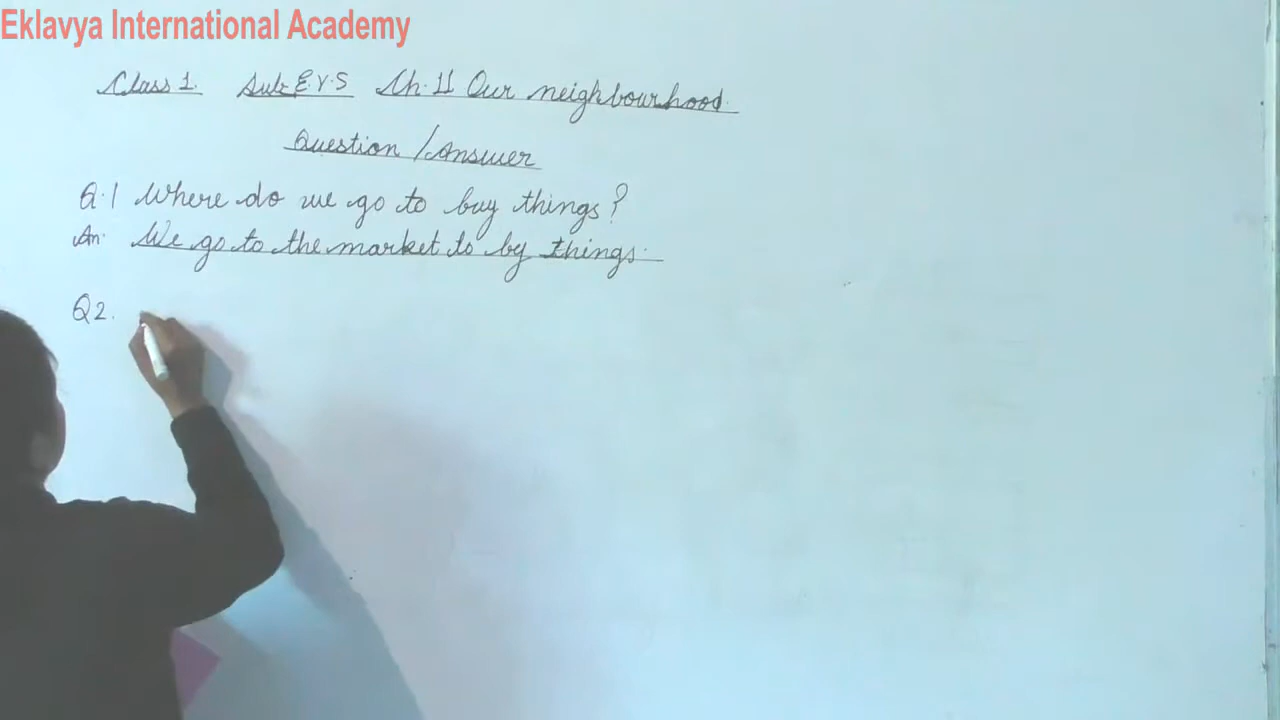 Eklavya International Academy
Class 1. Sub:E.V.S Ch.11 Our neighbourhood.
Question /Answer
Q.1 Where do we go to buy things?
An. We go to the market to by things.
Q2.